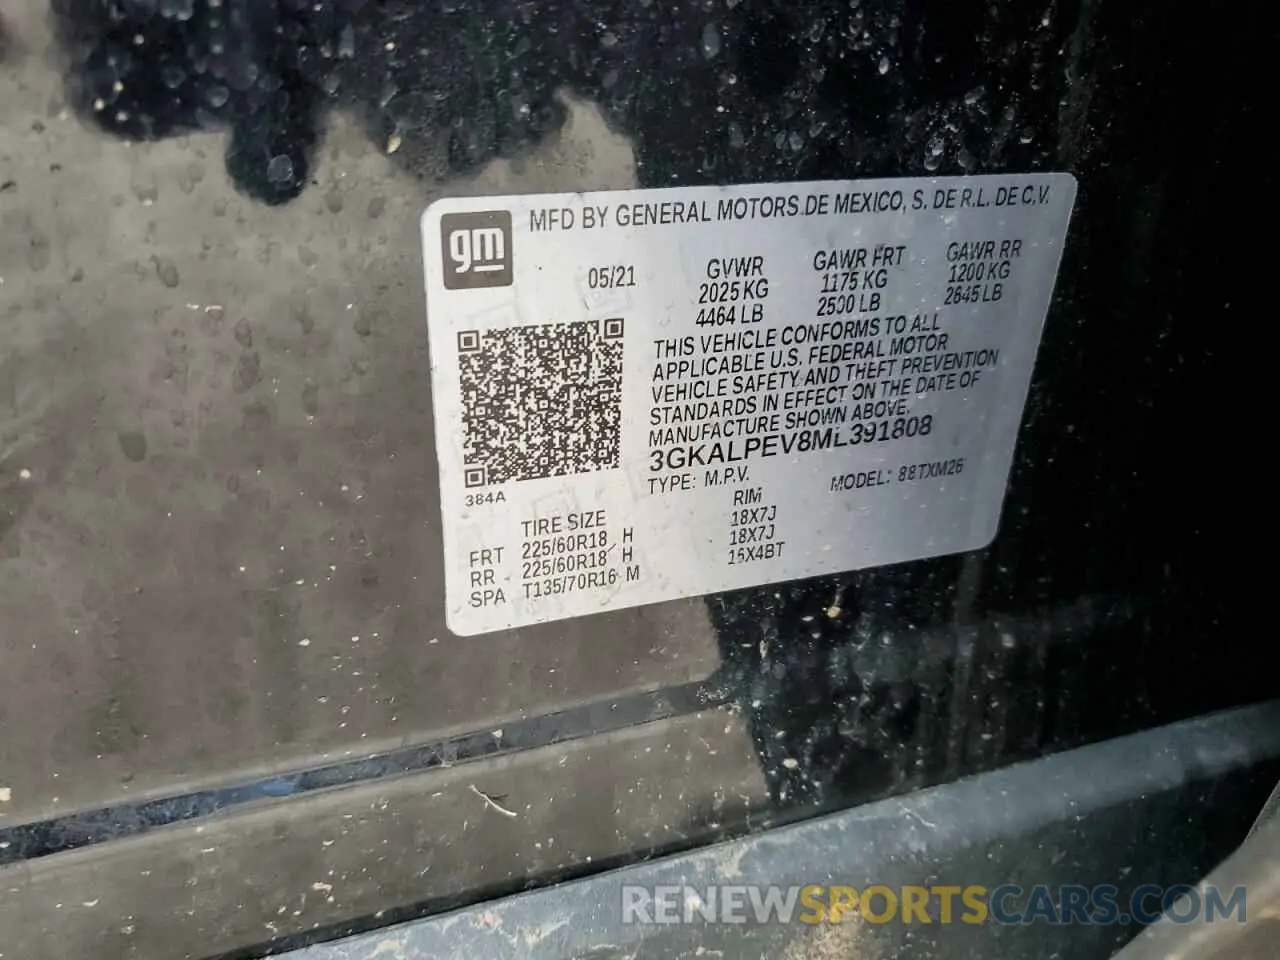 MFD BY GENERAL MOTORS DE MEXICO, S. DE R.L. DE C.V.
gm
05/21
GVWR GAWR FRT GAWR RR
2025 KG 1175 KG 1200 KG
4464 LB 2590 LB 2645 LB
THIS VEHICLE CONFORMS TO ALL
APPLICABLE U.S. FEDERAL MOTOR
VEHICLE SAFETY AND THEFT PREVENTION
STANDARDS IN EFFECT ON THE DATE OF
MANUFACTURE SHOWN ABOVE.
3GKALPEV8ML391808
TYPE: M.P.V. MODEL: 88TXM26
384A
TIRE SIZE RIM
FRT 225/60R18 H 18X7J
RR 225/60R18 H 18X7J
SPA T135/70R16 M 16X4BT
RENEWSPORTSCARS.COM